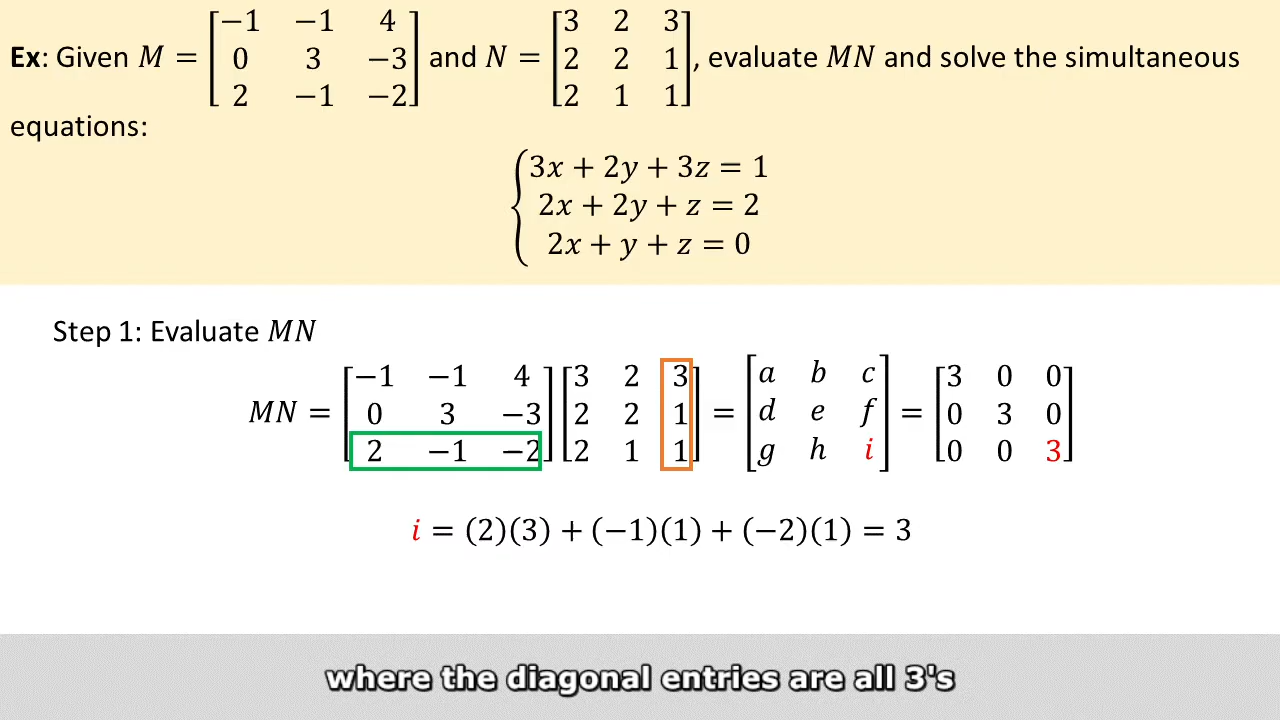 Ex: Given 𝑀 = [−1 −1 4; 0 3 −3; 2 −1 −2] and 𝑁 = [3 2 3; 2 2 1; 2 1 1], evaluate 𝑀𝑁 and solve the simultaneous
equations:
3𝑥 + 2𝑦 + 3𝑧 = 1
2𝑥 + 2𝑦 + 𝑧 = 2
2𝑥 + 𝑦 + 𝑧 = 0
Step 1: Evaluate 𝑀𝑁
𝑀𝑁 = [−1 −1 4; 0 3 −3; 2 −1 −2] [3 2 3; 2 2 1; 2 1 1] = [𝑎 𝑏 𝑐; 𝑑 𝑒 𝑓; 𝑔 ℎ 𝑖] = [3 0 0; 0 3 0; 0 0 3]
𝑖 = (2)(3) + (−1)(1) + (−2)(1) = 3
where the diagonal entries are all 3's